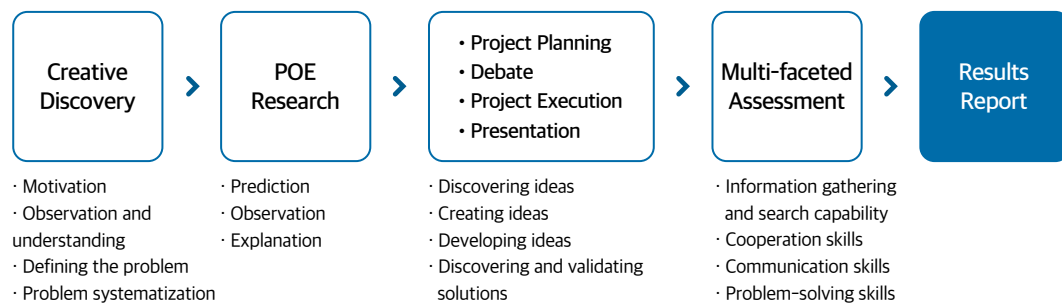 Creative
Discovery
POE
Research
• Project Planning
• Debate
• Project Execution
• Presentation
Multi-faceted
Assessment
Results
Report
· Motivation
· Observation and
understanding
· Defining the problem
· Problem systematization
· Prediction
· Observation
· Explanation
· Discovering ideas
· Creating ideas
· Developing ideas
· Discovering and validating
solutions
· Information gathering
and search capability
· Cooperation skills
· Communication skills
· Problem-solving skills